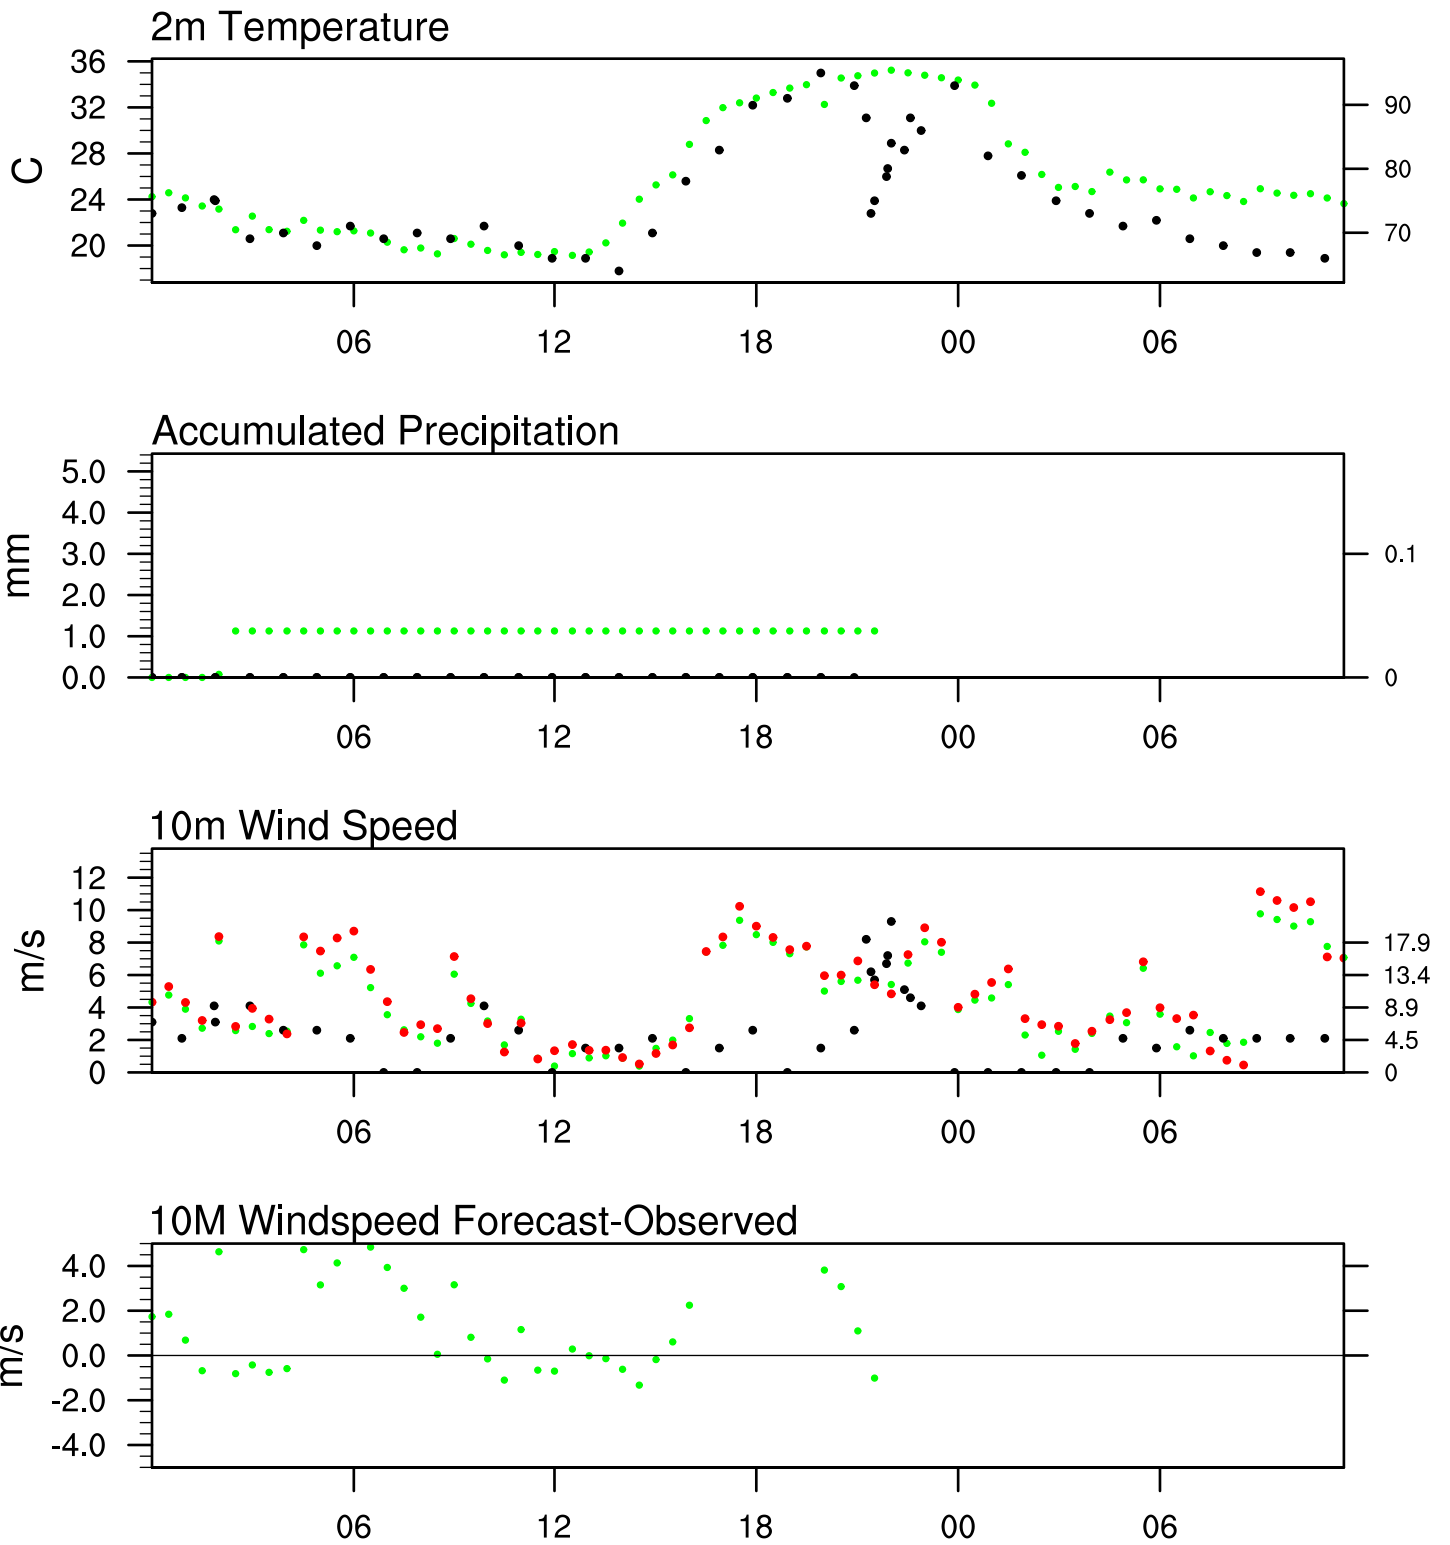 2m Temperature
36
32
28
24
20
C
90
80
70
06 12 18 00 06
Accumulated Precipitation
5.0
4.0
3.0
2.0
1.0
0.0
mm
0.1
0
06 12 18 00 06
10m Wind Speed
12
10
8
6
4
2
0
m/s
17.9
13.4
8.9
4.5
0
06 12 18 00 06
10M Windspeed Forecast-Observed
4.0
2.0
0.0
-2.0
-4.0
m/s
06 12 18 00 06